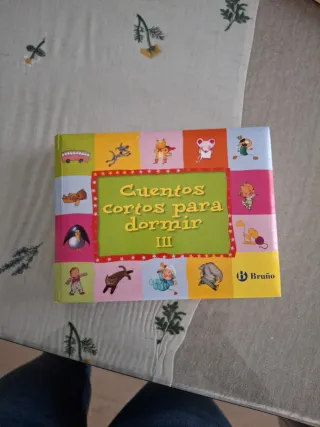 Cuentos
cortos para
dormir
III
Bruño